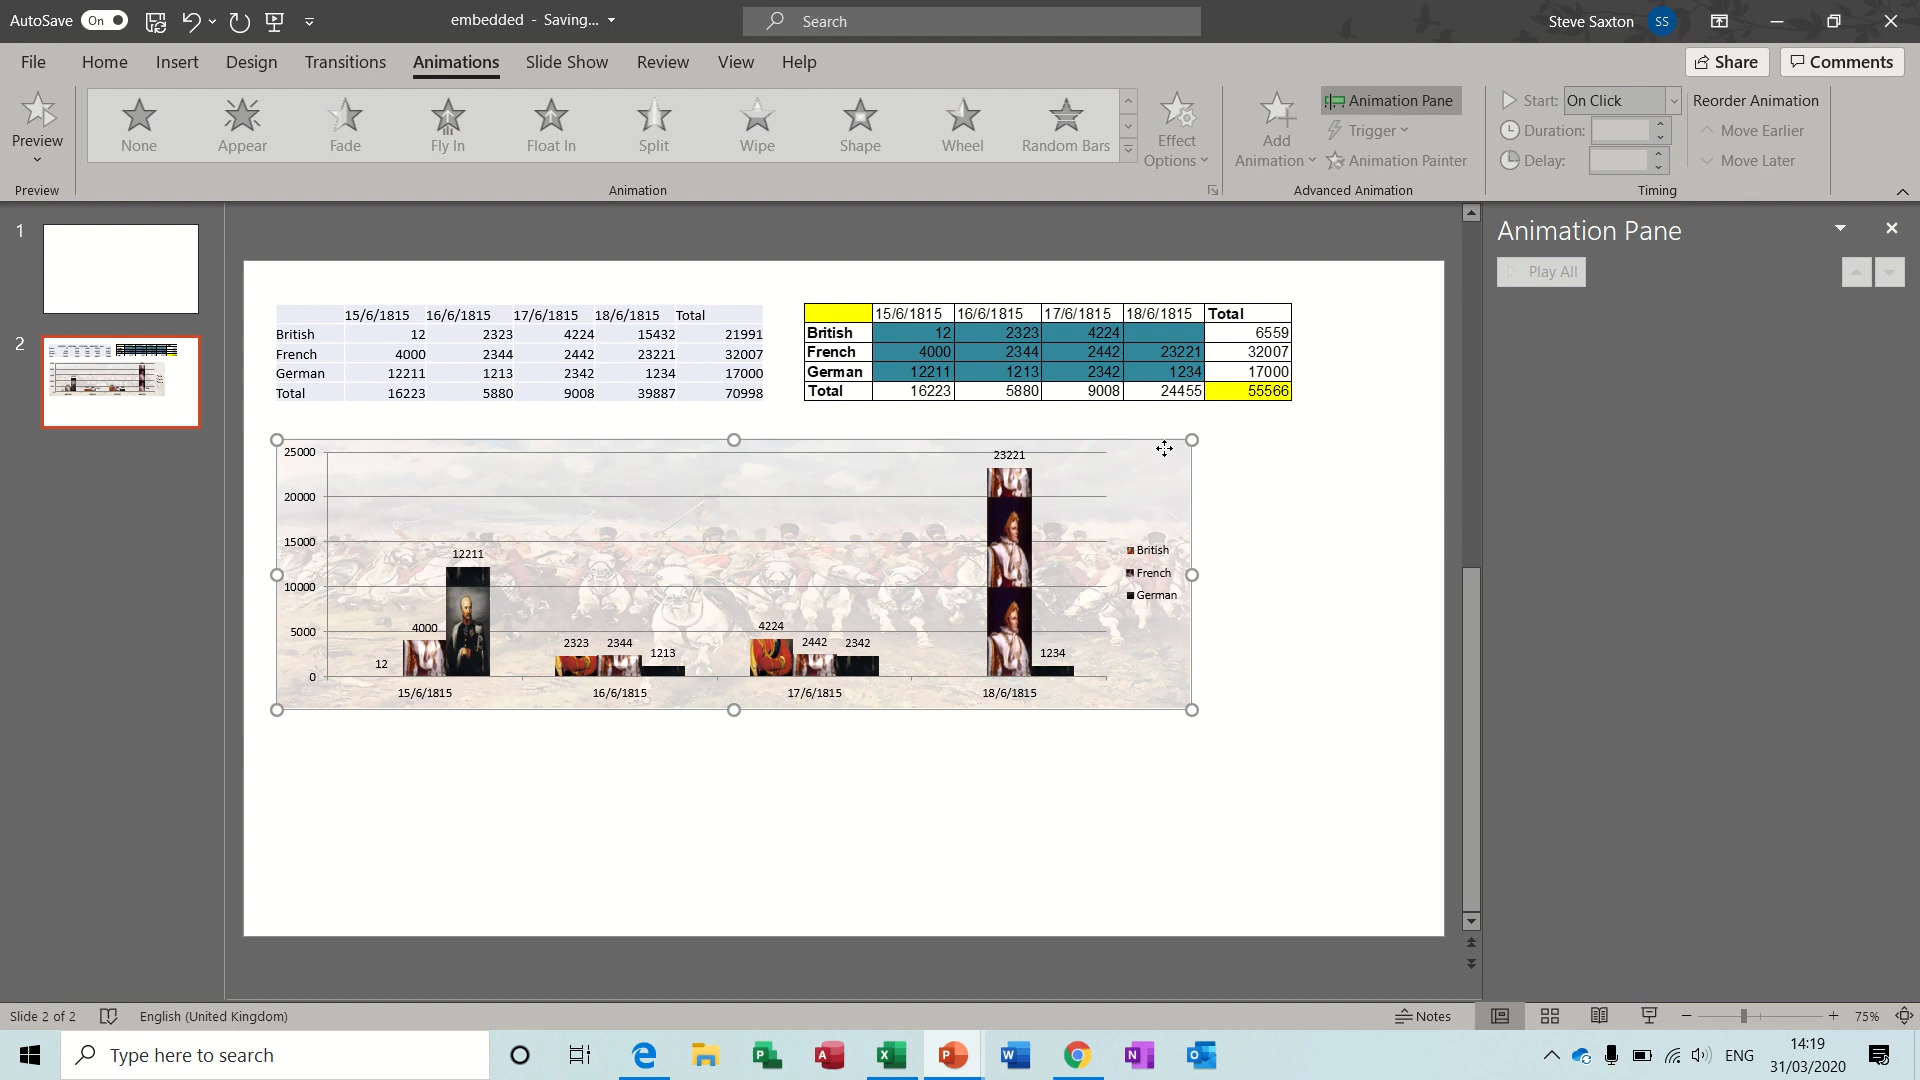 AutoSave On embedded - Saving... Search Steve Saxton SS
File Home Insert Design Transitions Animations Slide Show Review View Help Share Comments
Preview None Appear Fade Fly In Float In Split Wipe Shape Wheel Random Bars Effect Options Add Animation Animation Pane Start: On Click Reorder Animation
Trigger Duration: Move Earlier
Animation Painter Delay: Move Later
Preview Animation Advanced Animation Timing
1
2
Animation Pane
Play All
15/6/1815 16/6/1815 17/6/1815 18/6/1815 Total
British 12 2323 4224 15432 21991
French 4000 2344 2442 23221 32007
German 12211 1213 2342 1234 17000
Total 16223 5880 9008 39887 70998
15/6/1815 16/6/1815 17/6/1815 18/6/1815 Total
British 12 2323 4224 6559
French 4000 2344 2442 23221 32007
German 12211 1213 2342 1234 17000
Total 16223 5880 9008 24455 55566
25000
20000
15000
10000
5000
0
12 4000 12211
2323 2344 1213
4224 2442 2342
23221 1234
15/6/1815 16/6/1815 17/6/1815 18/6/1815
British
French
German
Slide 2 of 2 English (United Kingdom) Notes 75%
Type here to search ENG 14:19
31/03/2020